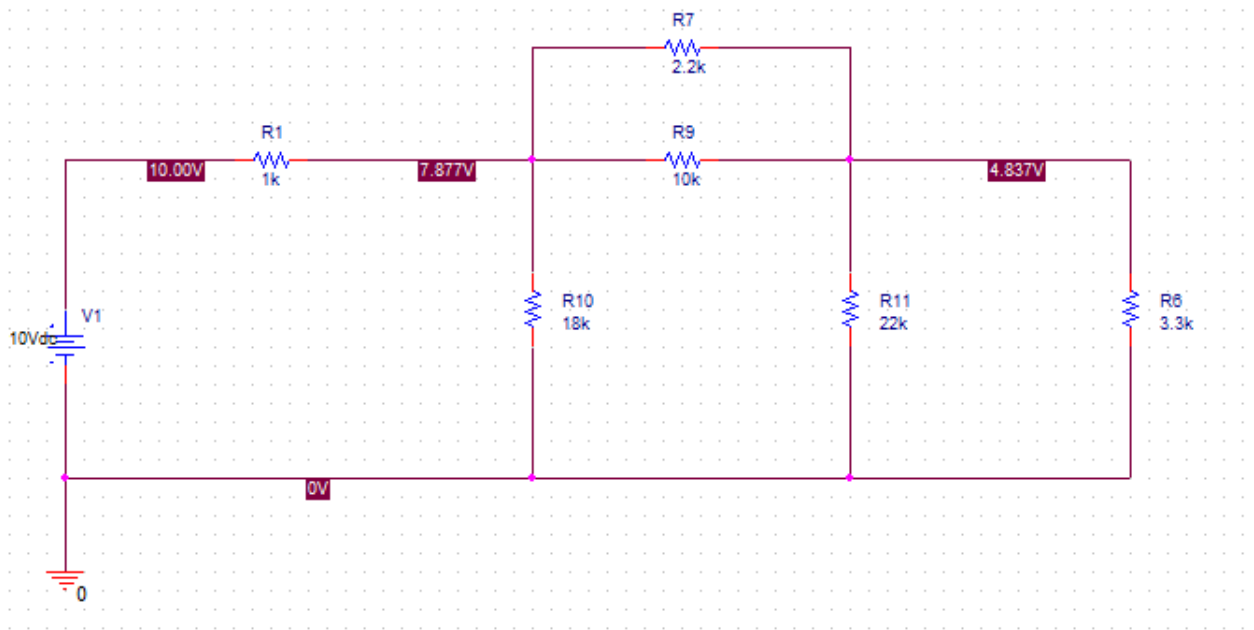 R7
2.2k
R1
1k
R9
10k
10.00V
7.877V
4.837V
V1
10Vdc
R10
18k
R11
22k
R6
3.3k
0V
0